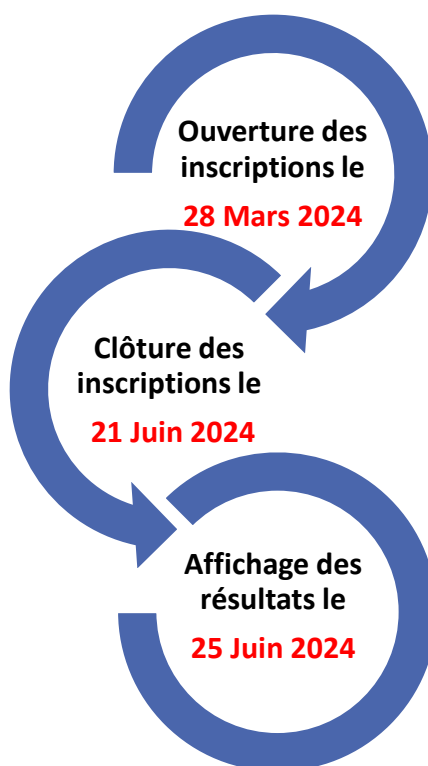 Ouverture des
inscriptions le
28 Mars 2024
Clôture des
inscriptions le
21 Juin 2024
Affichage des
résultats le
25 Juin 2024